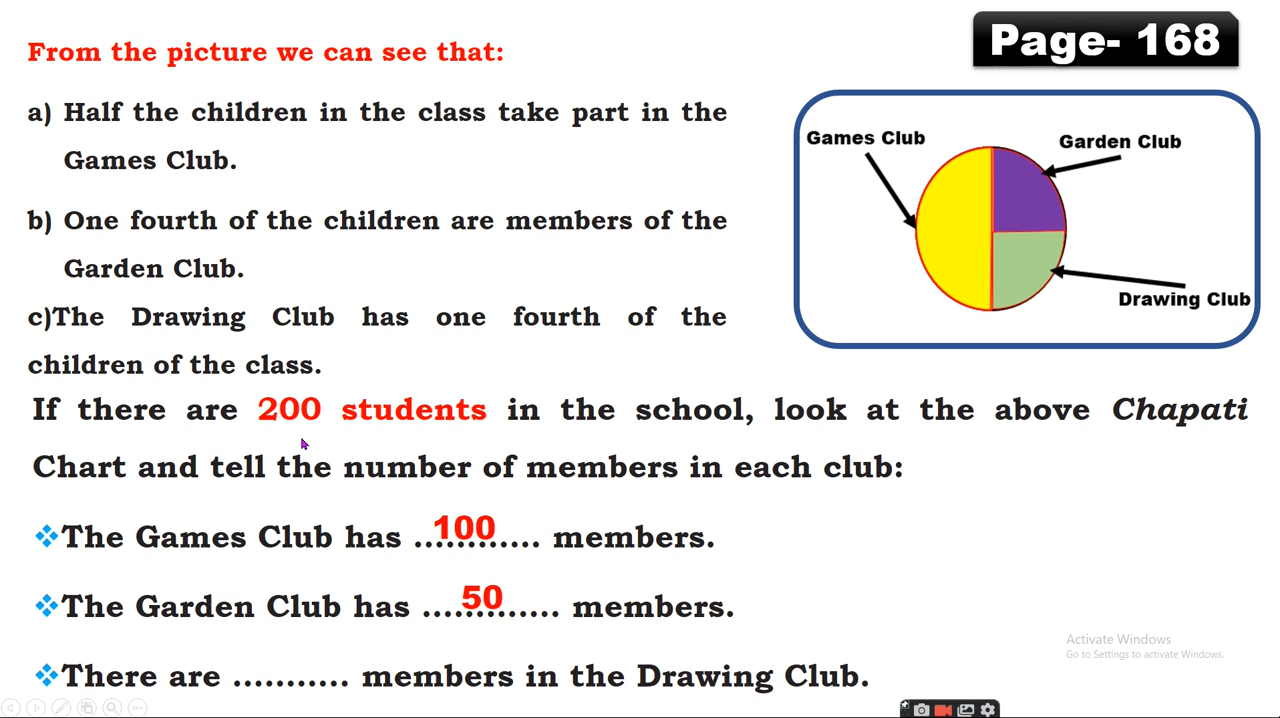 From the picture we can see that:
Page- 168
a) Half the children in the class take part in the
Games Club.
b) One fourth of the children are members of the
Garden Club.
c)The Drawing Club has one fourth of the
children of the class.
Games Club
Garden Club
Drawing Club
If there are 200 students in the school, look at the above Chapati
Chart and tell the number of members in each club:
❖The Games Club has ..100....... members.
❖The Garden Club has ...50....... members.
❖There are ........... members in the Drawing Club.
Activate Windows
Go to Settings to activate Windows.